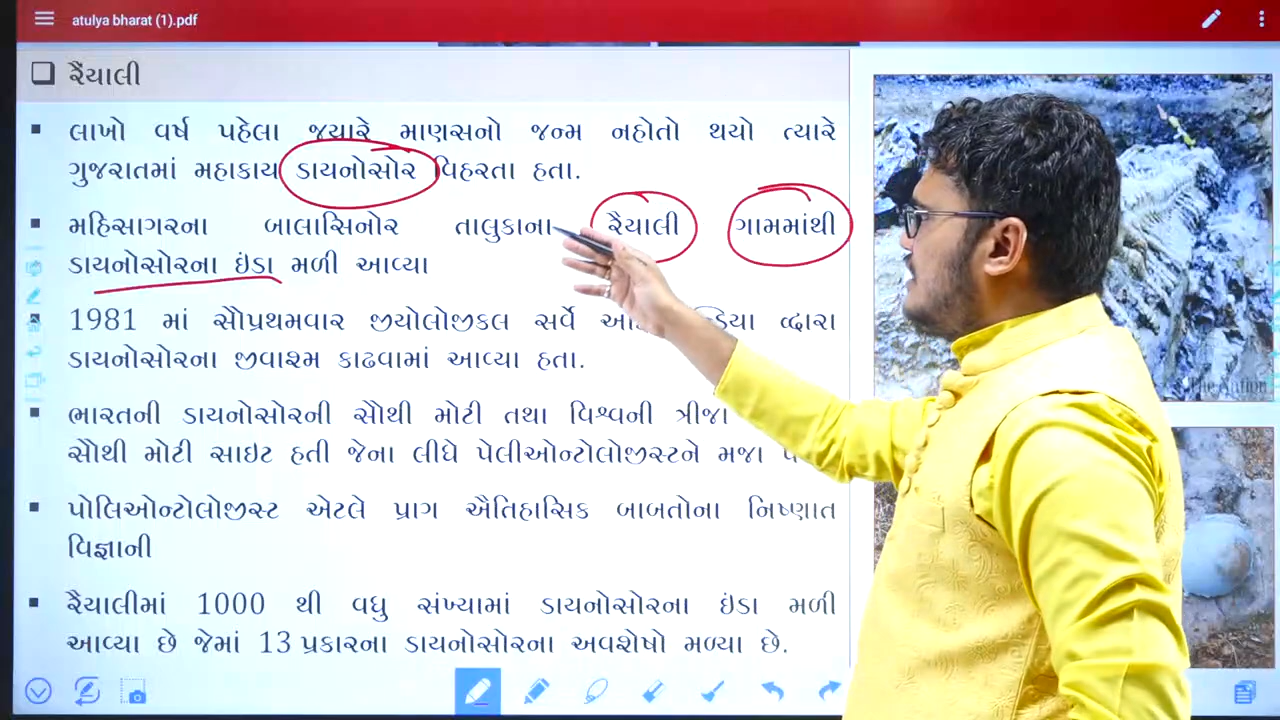 atulya bharat (1).pdf
રૈંયાલી
લાખો વર્ષ પહેલા જયારે માણસનો જન્મ નહોતો થયો ત્યારે
ગુજરાતમાં મહાકાય ડાયનોસોર વિહરતા હતા.
મહિસાગરના બાલાસિનોર તાલુકાના રૈયાલી ગામમાંથી
ડાયનોસોરના ઇંડા મળી આવ્યા
1981 માં સૌપ્રથમવાર જીયોલોજીકલ સર્વે દ્વારા
ડાયનોસોરના જીવાશ્મ કાઢવામાં આવ્યા હતા.
ભારતની ડાયનોસોરની સૌથી મોટી તથા વિશ્વની ત્રીજા
સૌથી મોટી સાઇટ હતી જેના લીધે પેલીઓન્ટોલોજીસ્ટને મજા
પોલિઓન્ટોલોજીસ્ટ એટલે પ્રાગ ઐતિહાસિક બાબતોના નિષ્ણાત
વિજ્ઞાની
રૈયાલીમાં 1000 થી વધુ સંખ્યામાં ડાયનોસોરના ઇંડા મળી
આવ્યા છે જેમાં 13 પ્રકારના ડાયનોસોરના અવશેષો મળ્યા છે.
The Nation